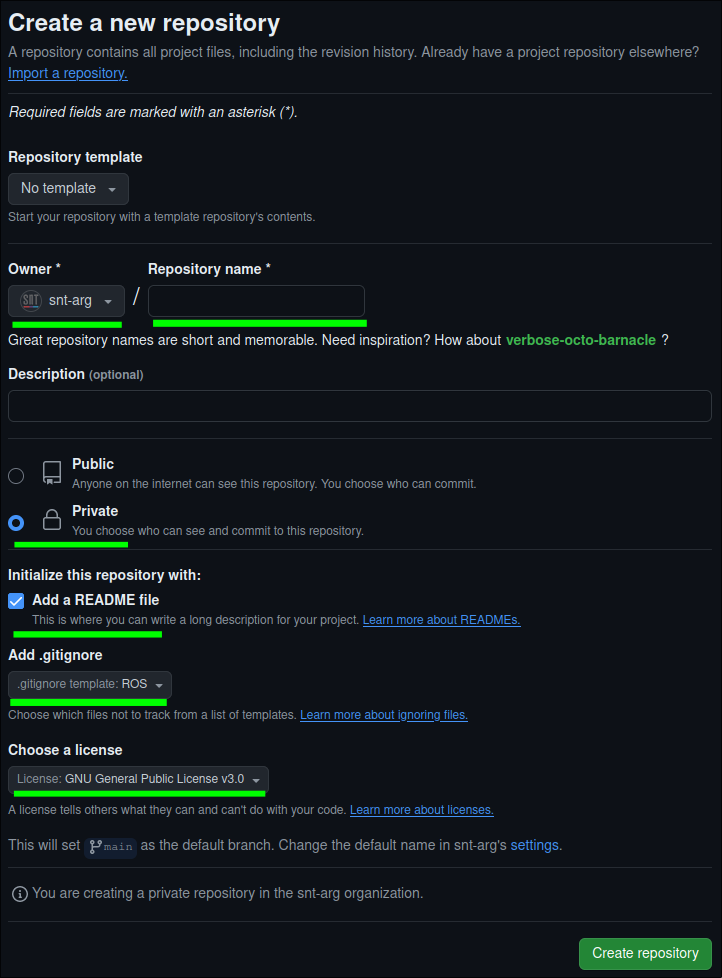 Create a new repository
A repository contains all project files, including the revision history. Already have a project repository elsewhere?
Import a repository.
Required fields are marked with an asterisk (*).
Repository template
No template
Start your repository with a template repository's contents.
Owner * Repository name *
SNT snt-arg /
Great repository names are short and memorable. Need inspiration? How about verbose-octo-barnacle ?
Description (optional)
Public
Anyone on the internet can see this repository. You choose who can commit.
Private
You choose who can see and commit to this repository.
Initialize this repository with:
Add a README file
This is where you can write a long description for your project. Learn more about READMEs.
Add .gitignore
.gitignore template: ROS
Choose which files not to track from a list of templates. Learn more about ignoring files.
Choose a license
License: GNU General Public License v3.0
A license tells others what they can and can't do with your code. Learn more about licenses.
This will set main as the default branch. Change the default name in snt-arg's settings.
You are creating a private repository in the snt-arg organization.
Create repository